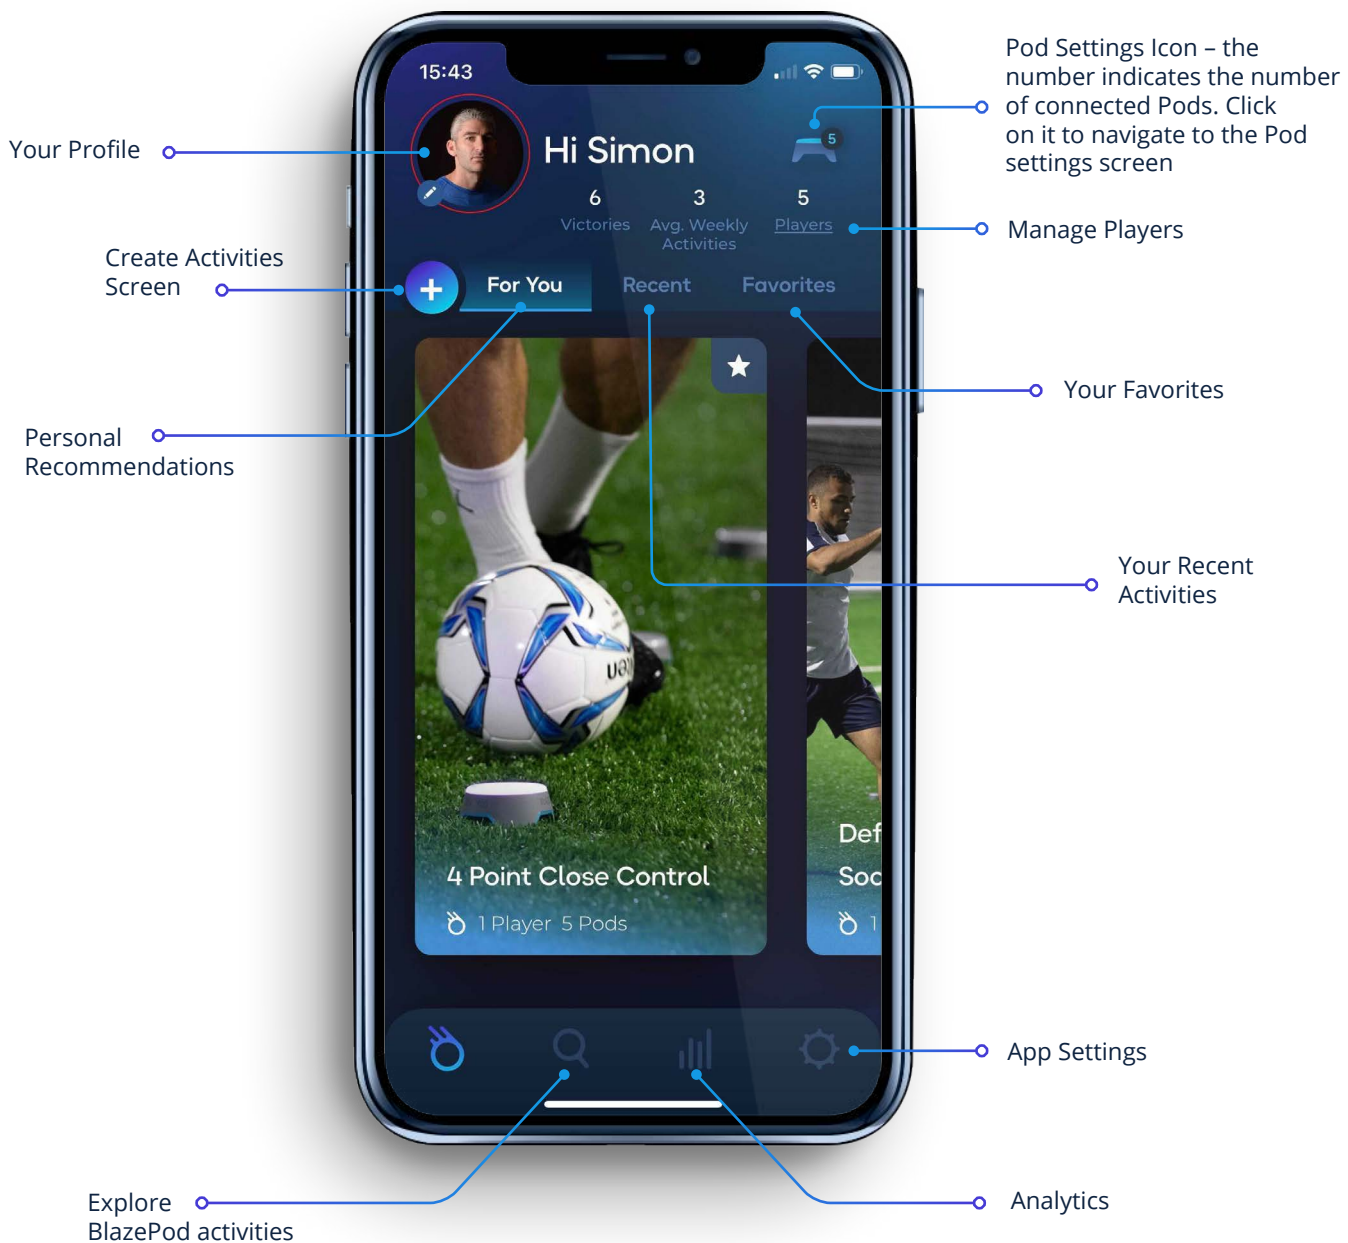 Pod Settings Icon – the
number indicates the number
of connected Pods. Click
on it to navigate to the Pod
settings screen
15:43
Your Profile
Hi Simon
5
6
3
5
Victories
Avg. Weekly
Activities
Players
Manage Players
Create Activities
Screen
+
For You
Recent
Favorites
Your Favorites
Personal
Recommendations
Your Recent
Activities
4 Point Close Control
1 Player 5 Pods
Def
Soc
1
App Settings
Explore
BlazePod activities
Analytics